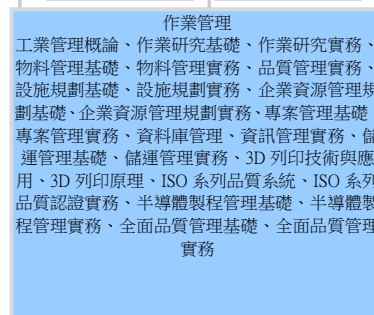 作業管理
工業管理概論、作業研究基礎、作業研究實務、
物料管理基礎、物料管理實務、品質管理實務、
設施規劃基礎、設施規劃實務、企業資源管理規
劃基礎、企業資源管理規劃實務、專案管理基礎、
專案管理實務、資料庫管理、資訊管理實務、儲
運管理基礎、儲運管理實務、3D 列印技術與應
用、3D 列印原理、ISO 系列品質系統、ISO 系列
品質認證實務、半導體製程管理基礎、半導體製
程管理實務、全面品質管理基礎、全面品質管理
實務